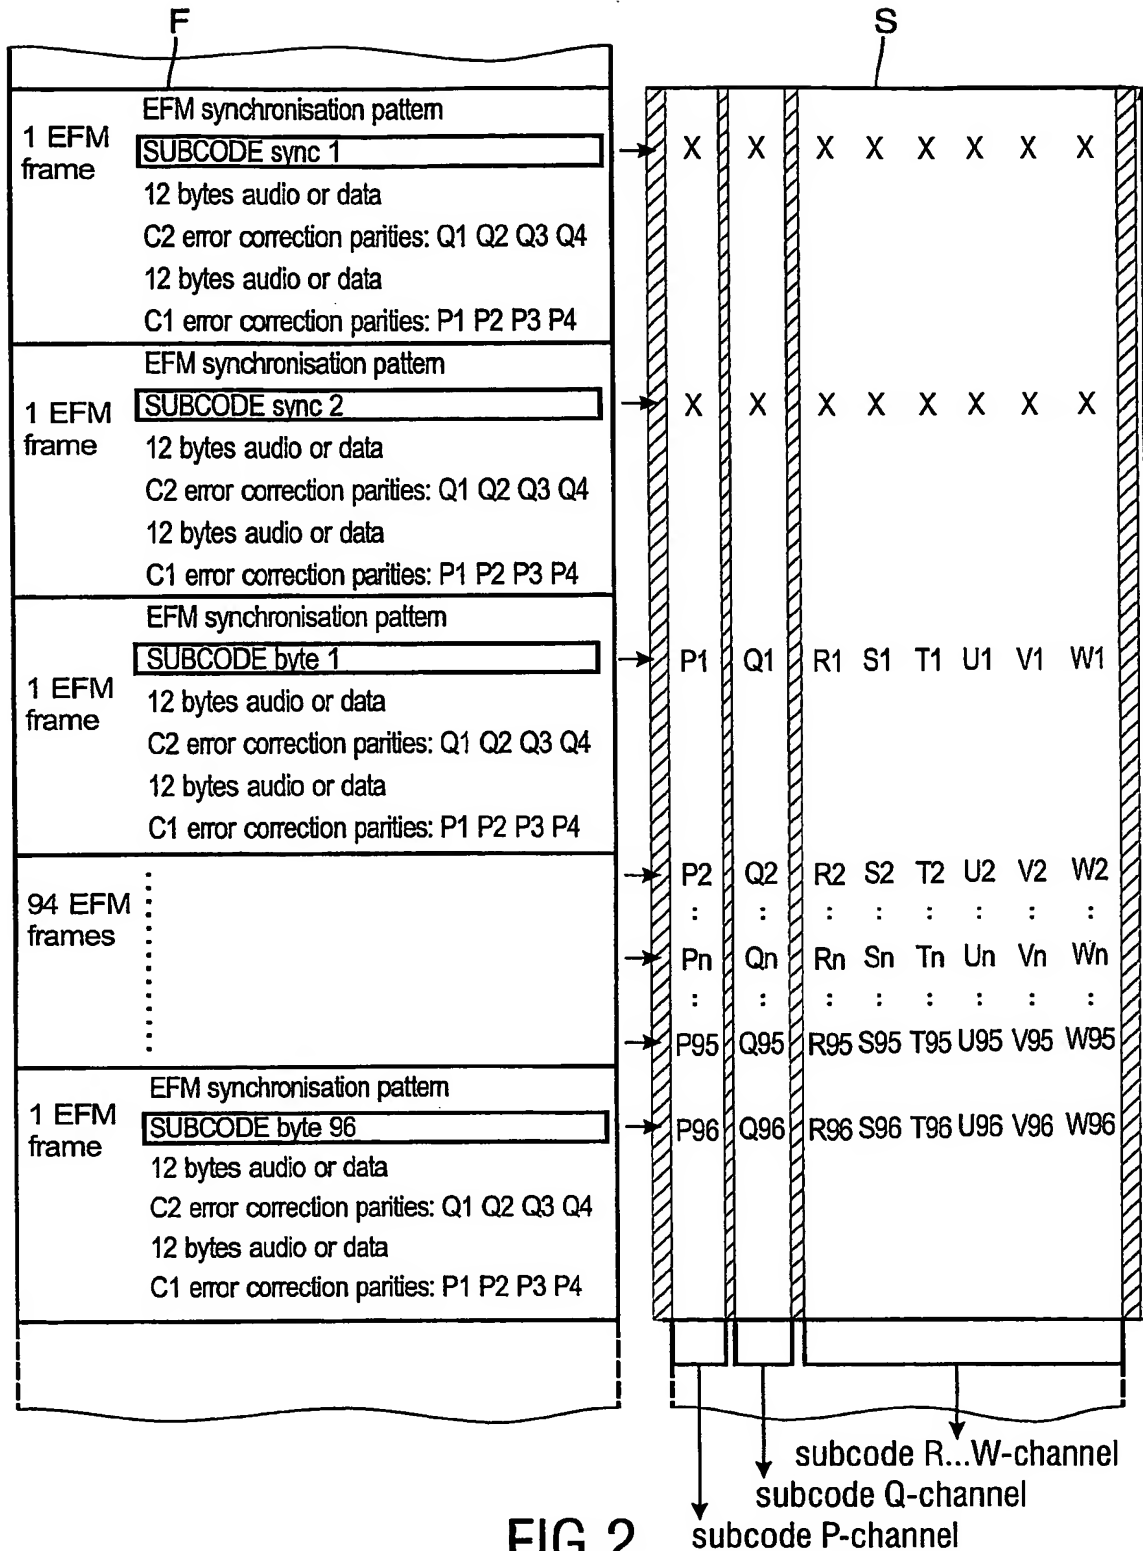 F
S
EFM synchronisation pattern
1 EFM frame
SUBCODE sync 1
X X X X X X X X
12 bytes audio or data
C2 error correction parities: Q1 Q2 Q3 Q4
12 bytes audio or data
C1 error correction parities: P1 P2 P3 P4
EFM synchronisation pattern
1 EFM frame
SUBCODE sync 2
X X X X X X X X
12 bytes audio or data
C2 error correction parities: Q1 Q2 Q3 Q4
12 bytes audio or data
C1 error correction parities: P1 P2 P3 P4
EFM synchronisation pattern
1 EFM frame
SUBCODE byte 1
P1 Q1 R1 S1 T1 U1 V1 W1
12 bytes audio or data
C2 error correction parities: Q1 Q2 Q3 Q4
12 bytes audio or data
C1 error correction parities: P1 P2 P3 P4
94 EFM frames
P2 Q2 R2 S2 T2 U2 V2 W2
: : : : : : : :
Pn Qn Rn Sn Tn Un Vn Wn
: : : : : : : :
P95 Q95 R95 S95 T95 U95 V95 W95
EFM synchronisation pattern
1 EFM frame
SUBCODE byte 96
P96 Q96 R96 S96 T96 U96 V96 W96
12 bytes audio or data
C2 error correction parities: Q1 Q2 Q3 Q4
12 bytes audio or data
C1 error correction parities: P1 P2 P3 P4
subcode R...W-channel
subcode Q-channel
subcode P-channel
FIG 2